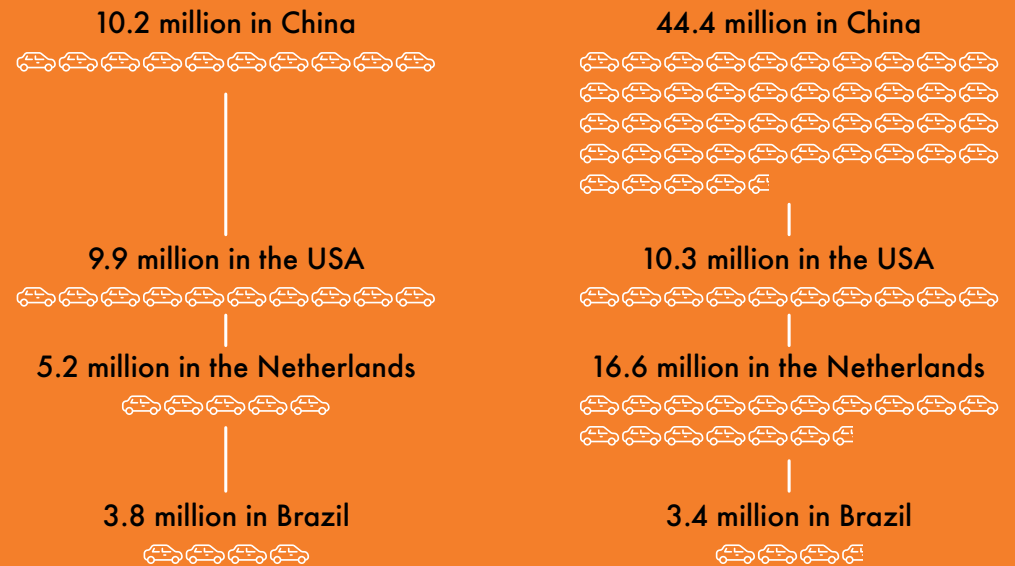 10.2 million in China
9.9 million in the USA
5.2 million in the Netherlands
3.8 million in Brazil
44.4 million in China
10.3 million in the USA
16.6 million in the Netherlands
3.4 million in Brazil